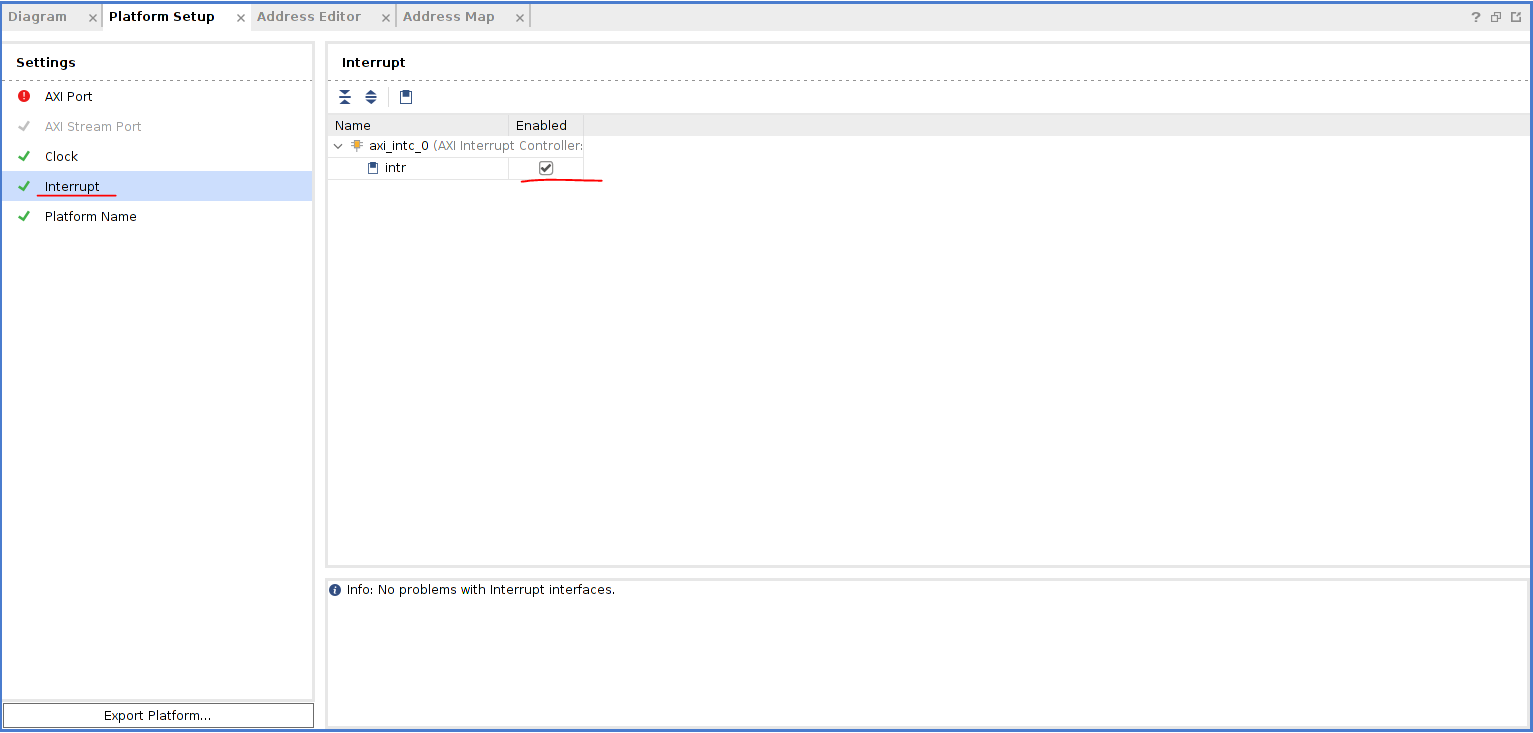 Diagram
Platform Setup
Address Editor
Address Map
?
Settings
AXI Port
AXI Stream Port
Clock
Interrupt
Platform Name
Export Platform...
Interrupt
Name Enabled
axi_intc_0 (AXI Interrupt Controller:
intr
Info: No problems with Interrupt interfaces.